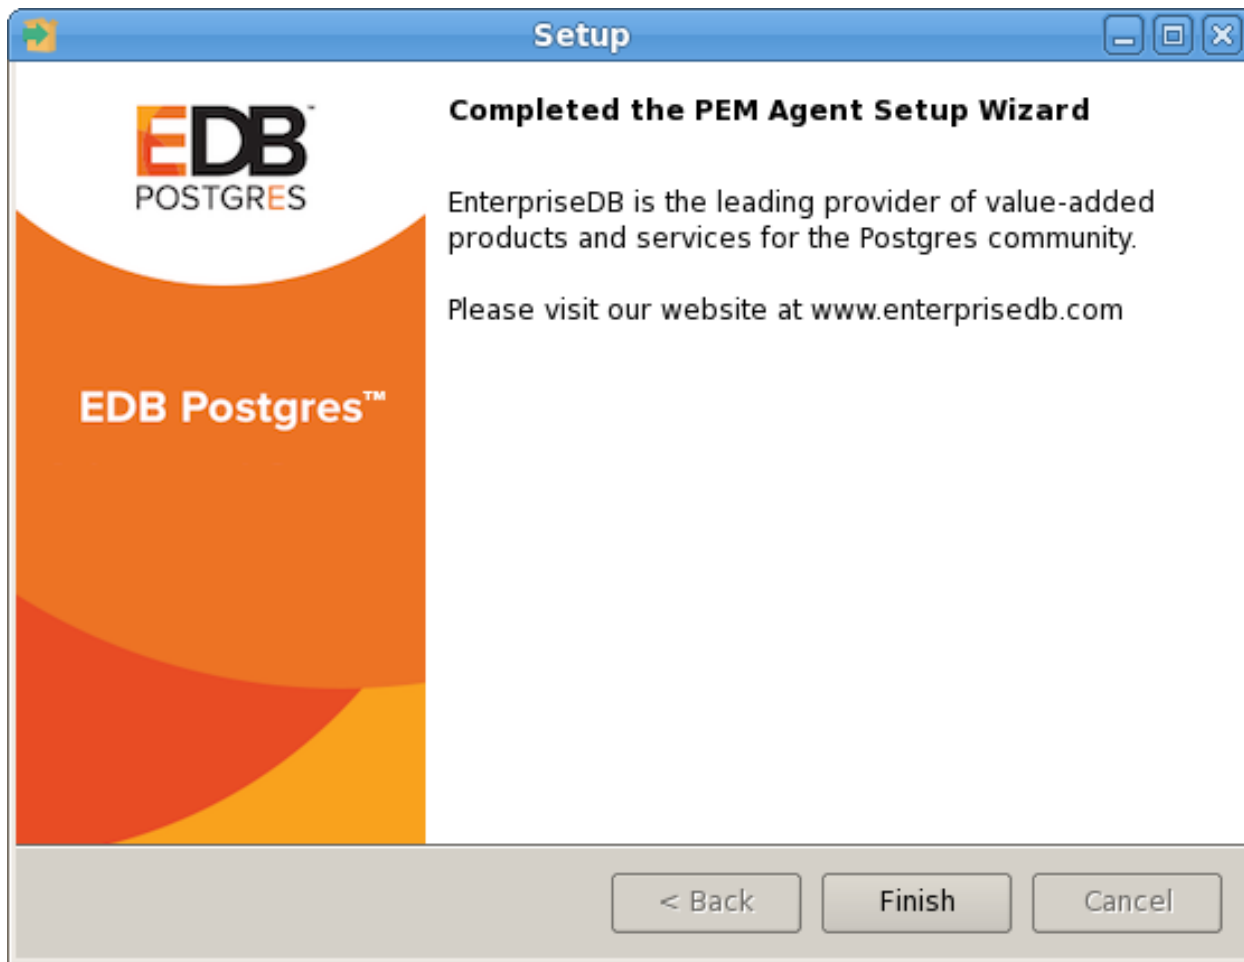 Setup
EDB™
POSTGRES
Completed the PEM Agent Setup Wizard
EnterpriseDB is the leading provider of value-added
products and services for the Postgres community.
Please visit our website at www.enterprisedb.com
EDB Postgres™
< Back
Finish
Cancel